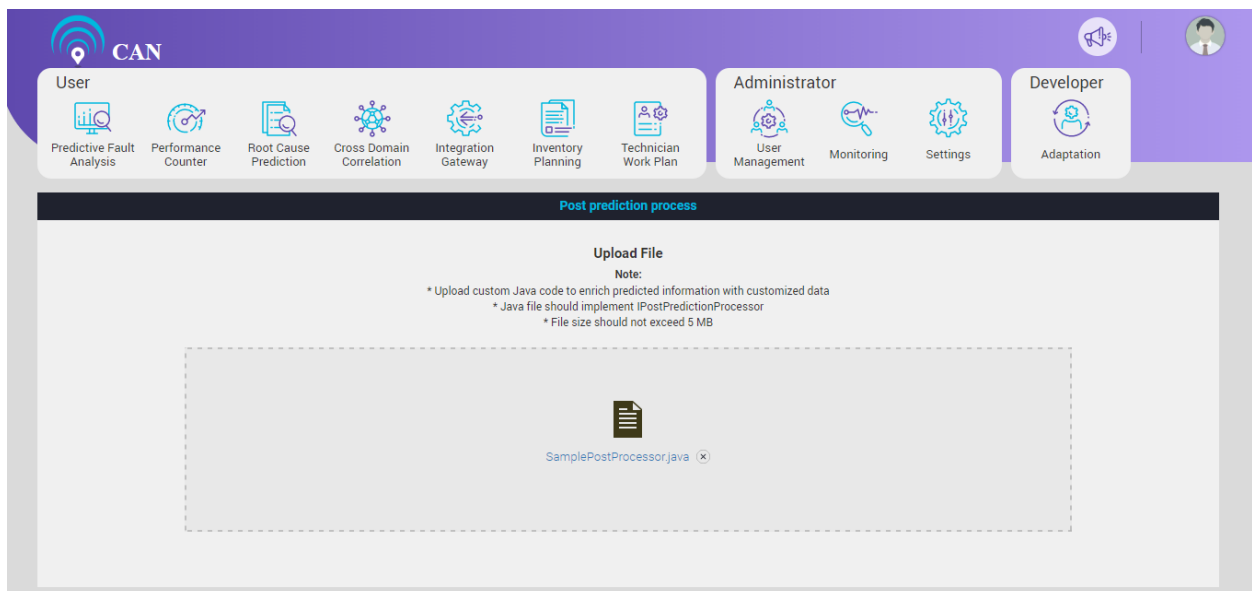 CAN
User
Predictive Fault
Analysis
Performance
Counter
Root Cause
Prediction
Cross Domain
Correlation
Integration
Gateway
Inventory
Planning
Technician
Work Plan
Administrator
User
Management
Monitoring
Settings
Developer
Adaptation
Post prediction process
Upload File
Note:
* Upload custom Java code to enrich predicted information with customized data
* Java file should implement IPostPredictionProcessor
* File size should not exceed 5 MB
SamplePostProcessor.java